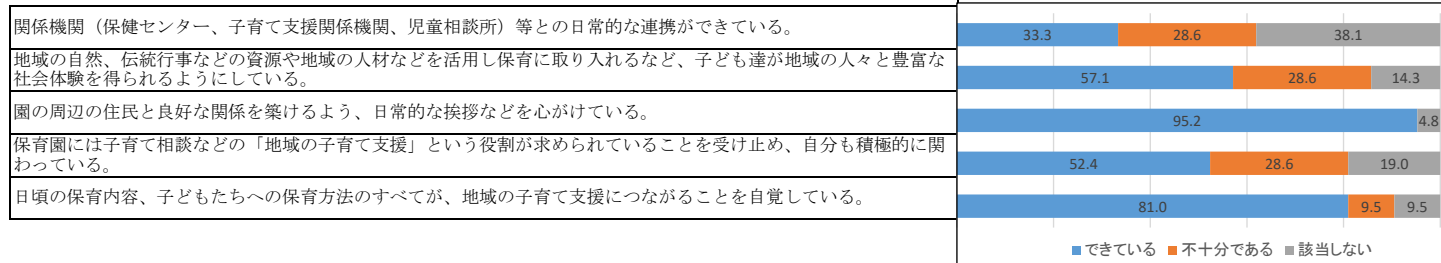 関係機関（保健センター、子育て支援関係機関、児童相談所）等との日常的な連携ができている。
33.3 28.6 38.1
地域の自然、伝統行事などの資源や地域の人材などを活用し保育に取り入れるなど、子ども達が地域の人々と豊富な
社会体験を得られるようにしている。
57.1 28.6 14.3
園の周辺の住民と良好な関係を築けるよう、日常的な挨拶などを心がけている。
95.2 4.8
保育園には子育て相談などの「地域の子育て支援」という役割が求められていることを受け止め、自分も積極的に関
わっている。
52.4 28.6 19.0
日頃の保育内容、子どもたちへの保育方法のすべてが、地域の子育て支援につながることを自覚している。
81.0 9.5 9.5
できている 不十分である 該当しない